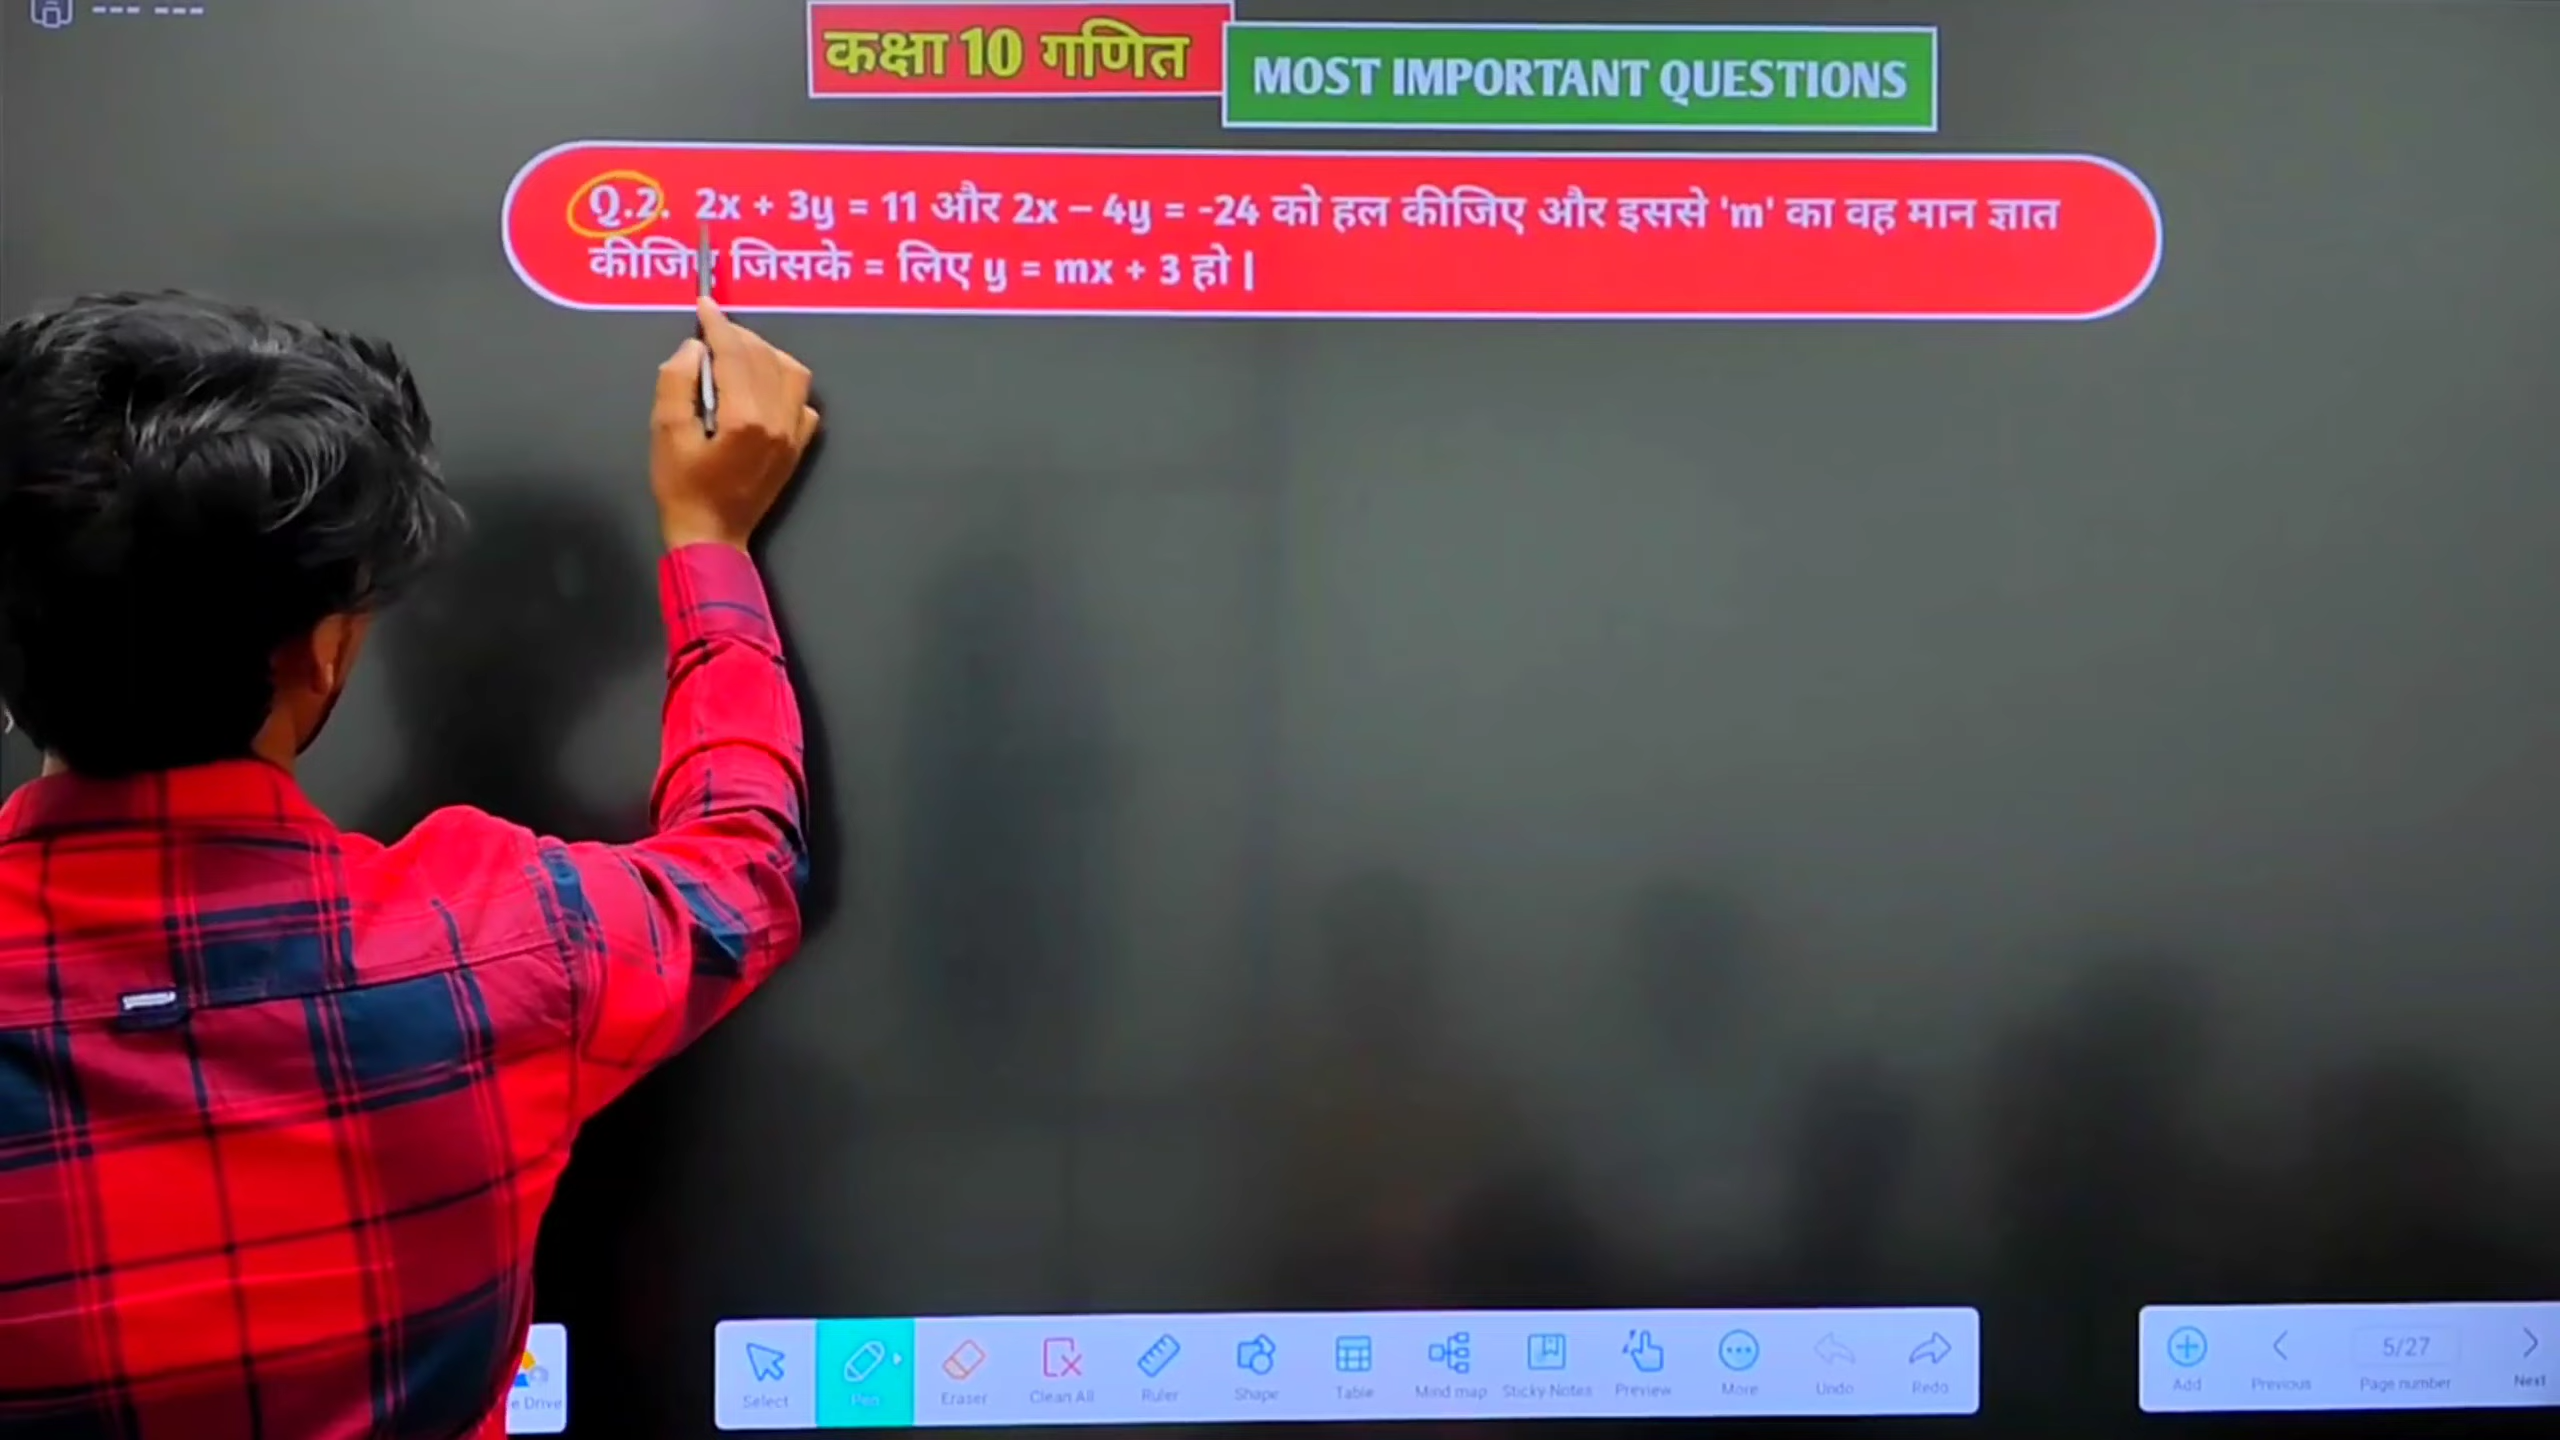 कक्षा 10 गणित
MOST IMPORTANT QUESTIONS
Q.2. 2x + 3y = 11 और 2x – 4y = -24 को हल कीजिए और इससे 'm' का वह मान ज्ञात
कीजिए जिसके = लिए y = mx + 3 हो |
e Drive
Select
Pen
Eraser
Clean All
Ruler
Shape
Table
Mind map
Sticky Notes
Preview
More
Undo
Redo
Add
Previous
5/27
Page number
Next